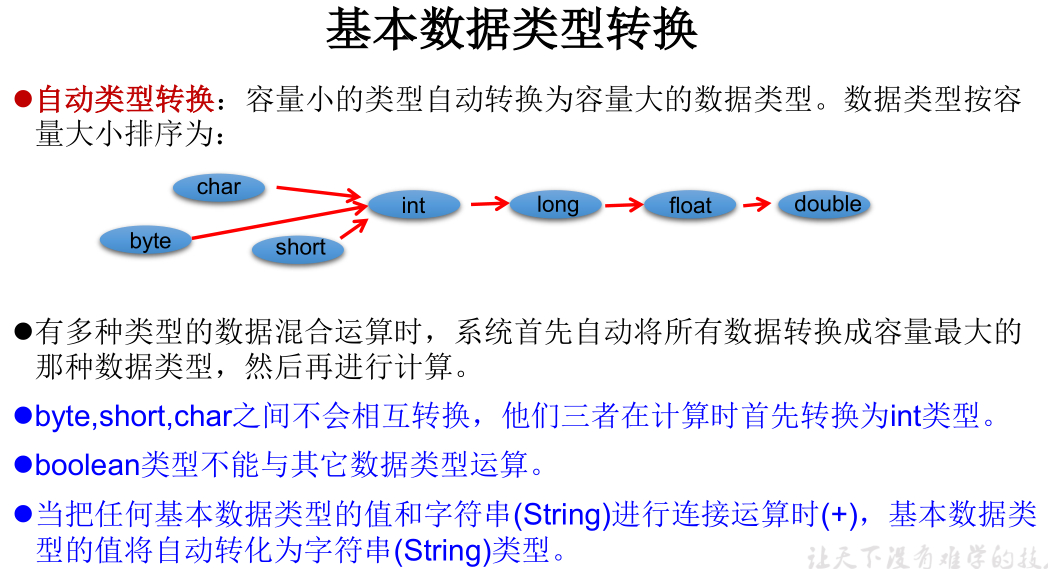 基本数据类型转换
●自动类型转换：容量小的类型自动转换为容量大的数据类型。数据类型按容
量大小排序为：
char
int
long
float
double
byte
short
●有多种类型的数据混合运算时，系统首先自动将所有数据转换成容量最大的
那种数据类型，然后再进行计算。
●byte,short,char之间不会相互转换，他们三者在计算时首先转换为int类型。
●boolean类型不能与其它数据类型运算。
●当把任何基本数据类型的值和字符串(String)进行连接运算时(+)，基本数据类
型的值将自动转化为字符串(String)类型。
让天下没有难学的技